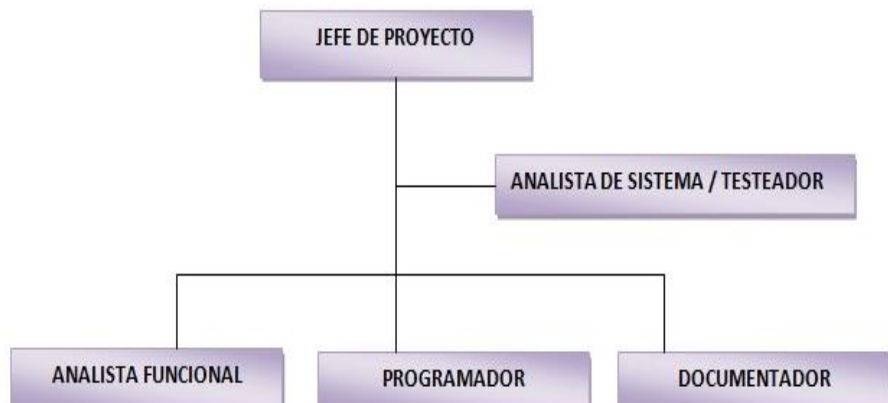 JEFE DE PROYECTO
ANALISTA DE SISTEMA / TESTEADOR
ANALISTA FUNCIONAL
PROGRAMADOR
DOCUMENTADOR